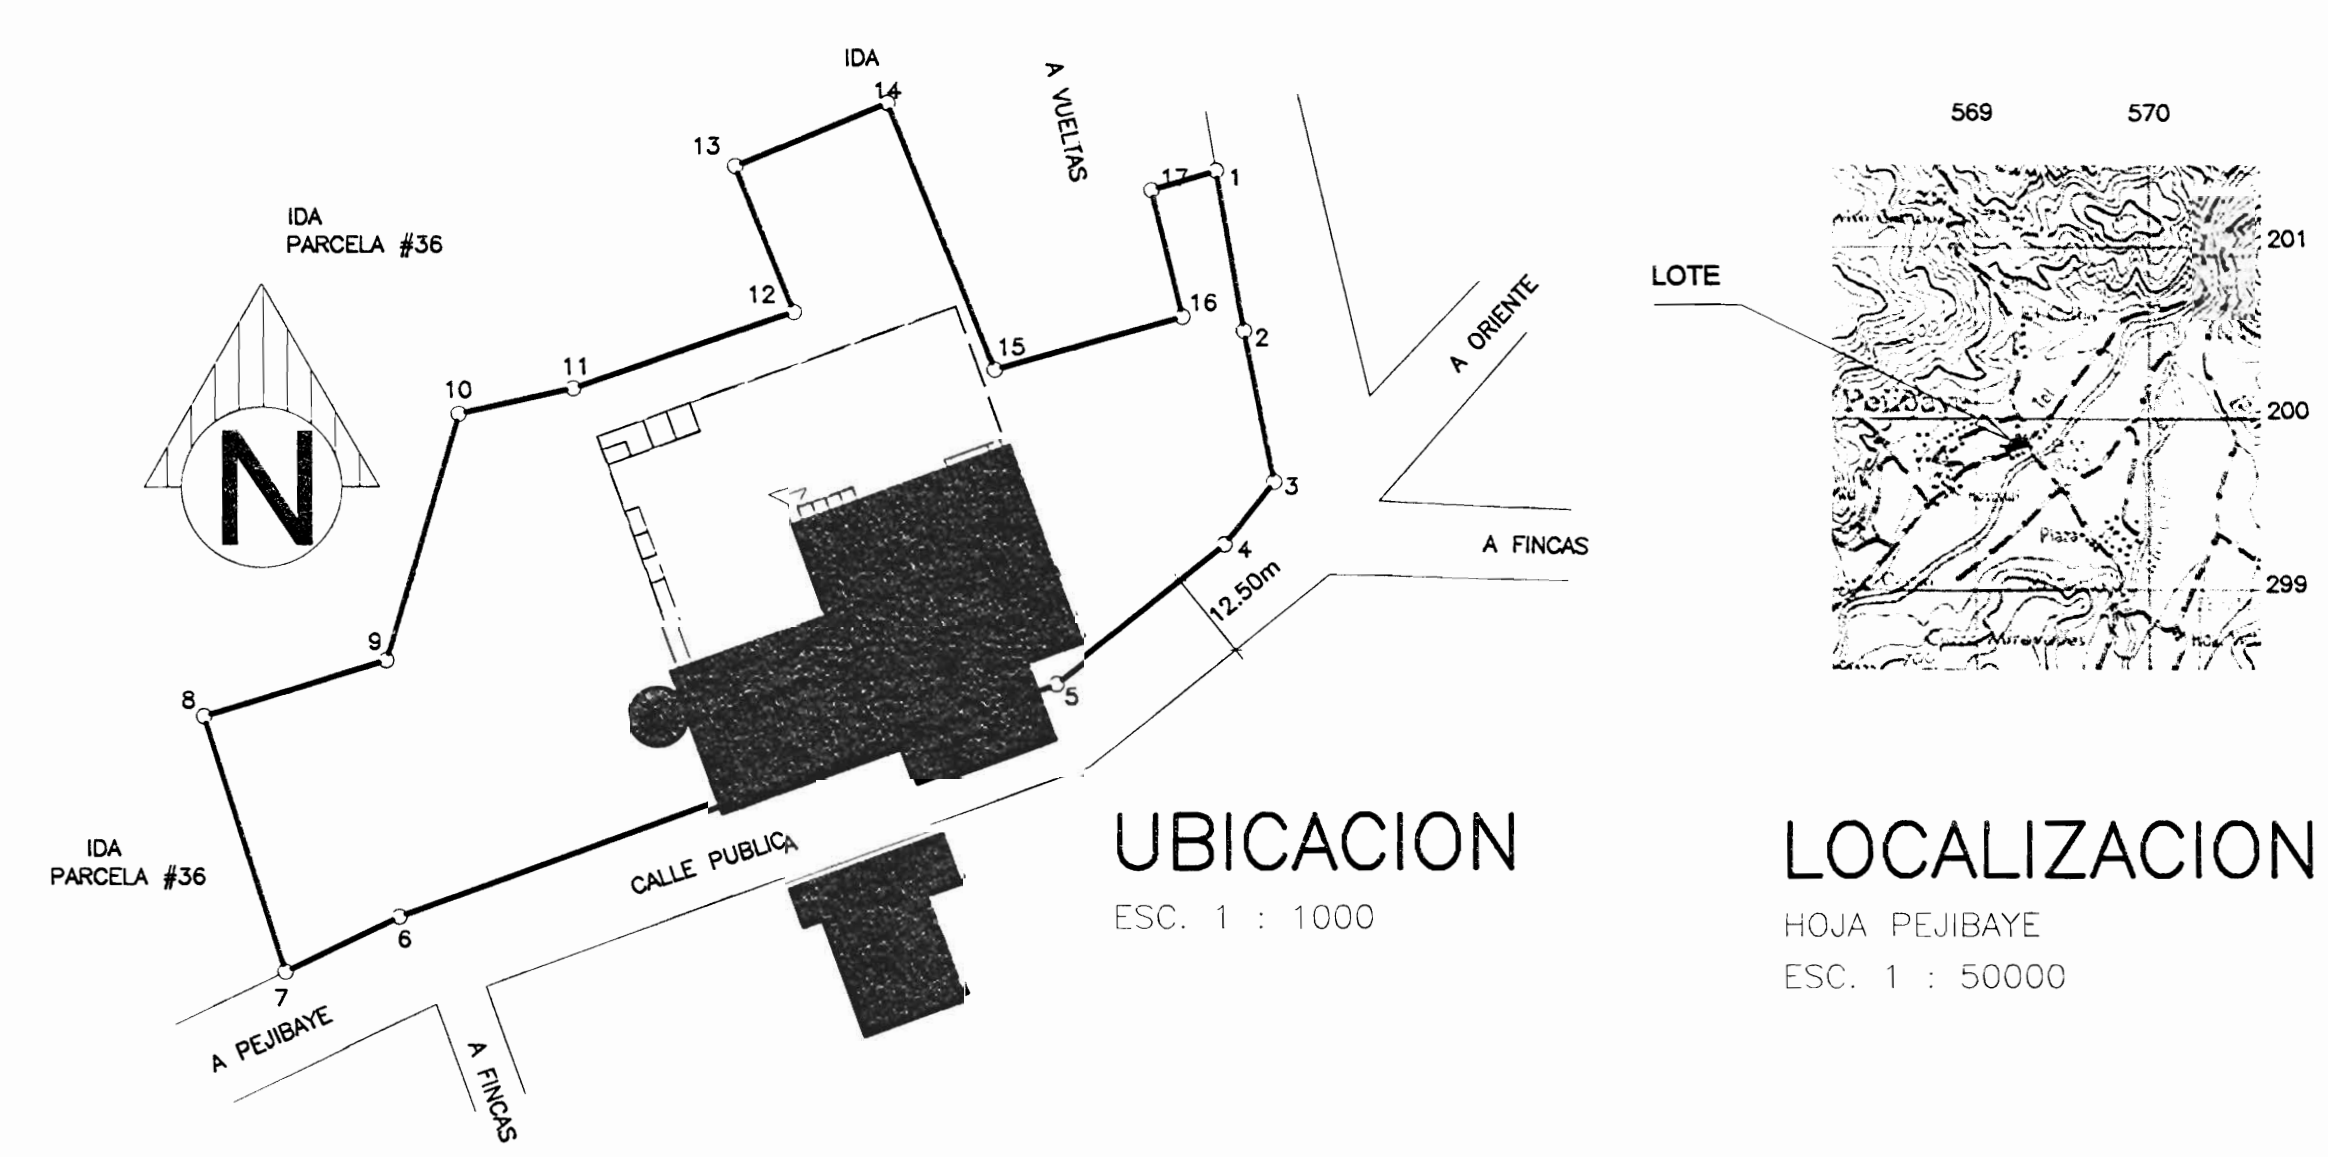 IDA
14
13
A VUELTAS
17
1
IDA
PARCELA #36
12
16
2
15
11
10
A ORIENTE
3
4
A FINCAS
12.50m
N
9
8
5
IDA
PARCELA #36
CALLE PUBLICA
6
7
A PEJIBAYE
A FINCAS
UBICACION
ESC. 1 : 1000
569 570
201
LOTE
200
Plaza
299
LOCALIZACION
HOJA PEJIBAYE
ESC. 1 : 50000